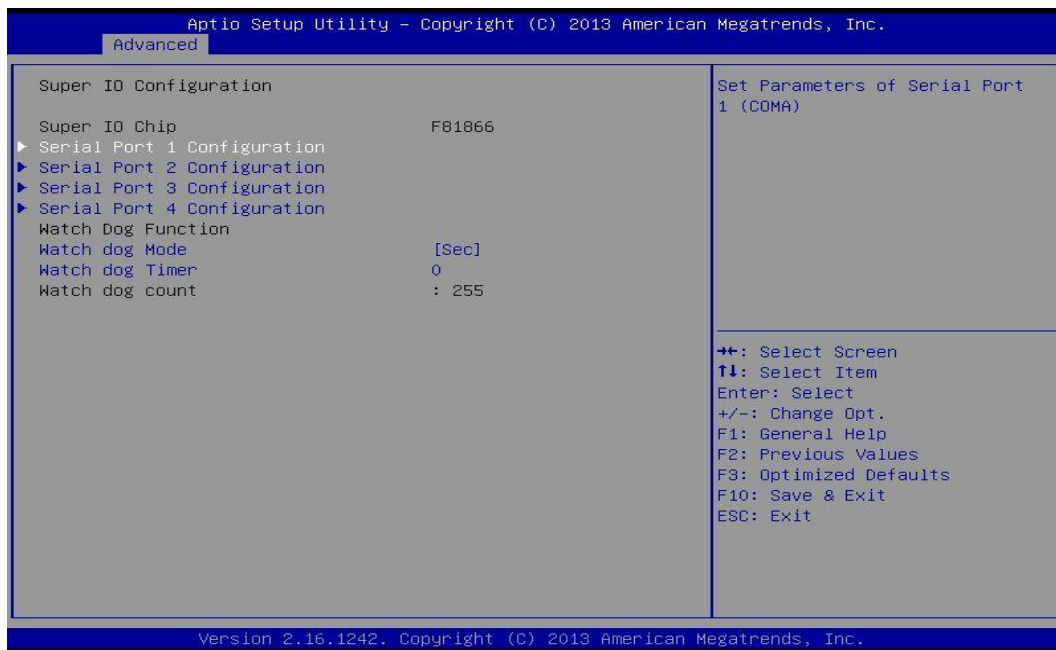 Aptio Setup Utility – Copyright (C) 2013 American Megatrends, Inc.
Advanced
Super IO Configuration
Super IO Chip F81866
▶ Serial Port 1 Configuration
▶ Serial Port 2 Configuration
▶ Serial Port 3 Configuration
▶ Serial Port 4 Configuration
Watch Dog Function
Watch dog Mode [Sec]
Watch dog Timer 0
Watch dog count : 255
Set Parameters of Serial Port
1 (COMA)
→←: Select Screen
↑↓: Select Item
Enter: Select
+/-: Change Opt.
F1: General Help
F2: Previous Values
F3: Optimized Defaults
F10: Save & Exit
ESC: Exit
Version 2.16.1242. Copyright (C) 2013 American Megatrends, Inc.